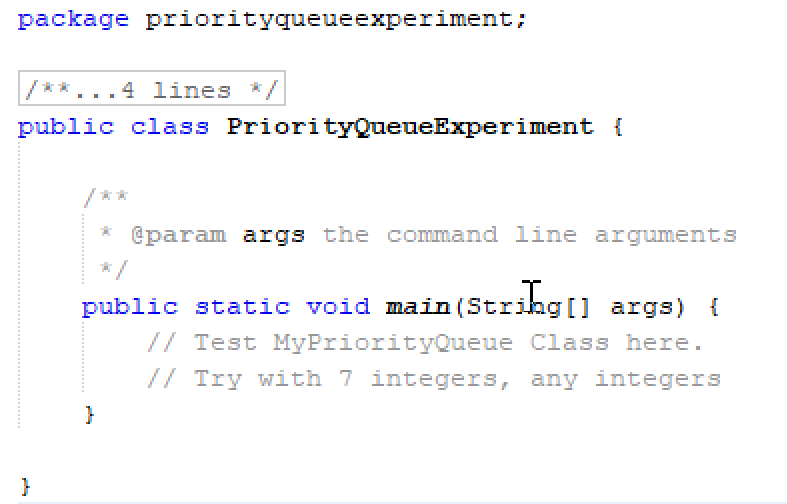 package priorityqueueexperiment;
/**...4 lines */
public class PriorityQueueExperiment {
/**
* @param args the command line arguments
*/
public static void main(String[] args) {
// Test MyPriorityQueue Class here.
// Try with 7 integers, any integers
}
}